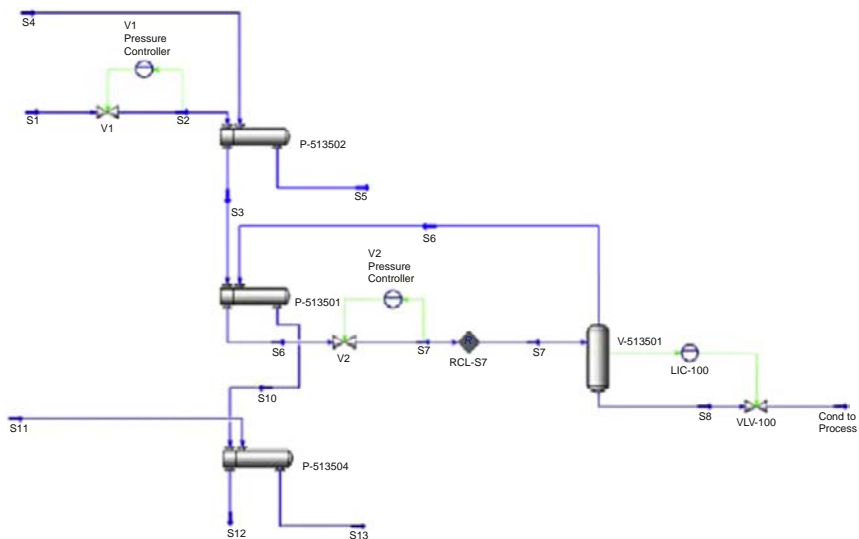 S4
V1
Pressure
Controller
S1
V1
S2
P-513502
S5
S3
S6
V2
Pressure
Controller
P-513501
S6
V2
S7
R
RCL-S7
S7
V-513501
LIC-100
S10
S8
VLV-100
Cond to
Process
S11
P-513504
S12
S13